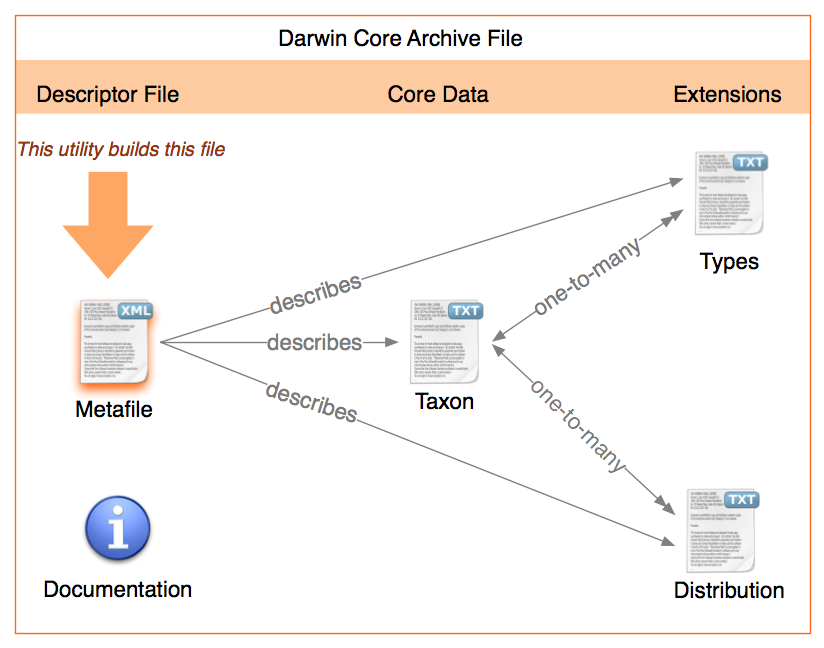 Darwin Core Archive File
Descriptor File
Core Data
Extensions
This utility builds this file
TXT
Types
describes
one-to-many
XML
describes
TXT
Metafile
Taxon
describes
one-to-many
TXT
Documentation
Distribution